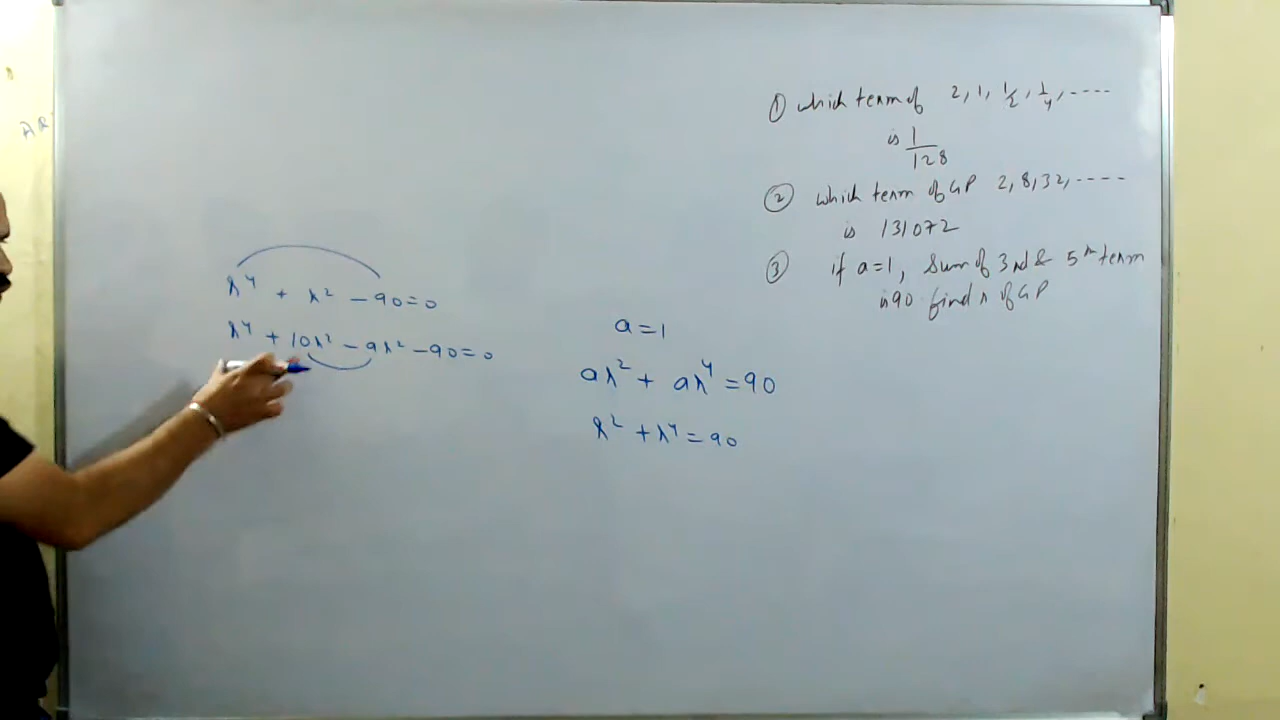 ① which term of 2, 1, 1/2, 1/4, ----
is 1/128
② which term of GP 2, 8, 32, ----
is 131072
③ if a=1, Sum of 3rd & 5th term
is 90 find r of GP
r⁴ + r² - 90 = 0
r⁴ + 10r² - 9r² - 90 = 0
a = 1
ar² + ar⁴ = 90
r² + r⁴ = 90